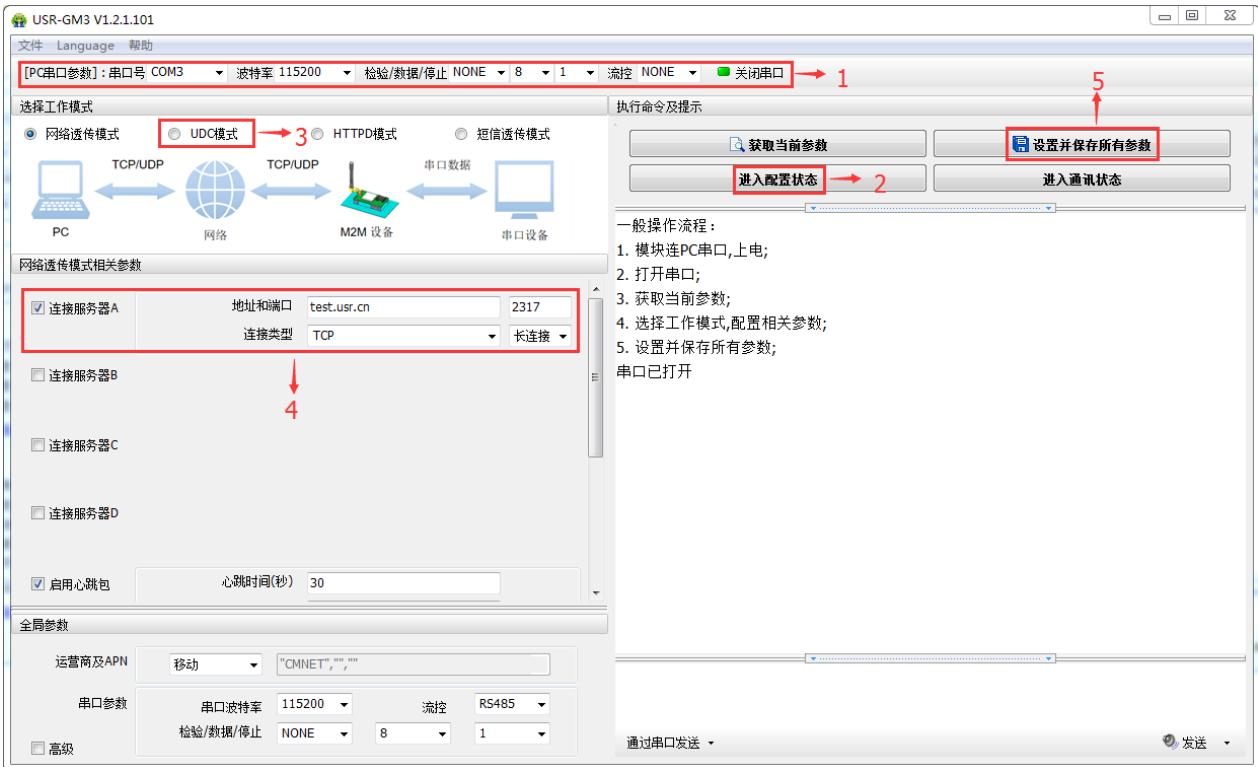 USR-GM3 V1.2.1.101
文件 Language 帮助
[PC串口参数]:串口号 COM3 波特率 115200 检验/数据/停止 NONE 8 1 流控 NONE 关闭串口 1
选择工作模式
网络透传模式 UDC模式 3 HTTPD模式 短信透传模式
TCP/UDP TCP/UDP 串口数据
PC 网络 M2M 设备 串口设备
网络透传模式相关参数
连接服务器A 地址和端口 test.usr.cn 2317
连接类型 TCP 长连接
4
连接服务器B
连接服务器C
连接服务器D
启用心跳包 心跳时间(秒) 30
全局参数
运营商及APN 移动 "CMNET","",""
串口参数 串口波特率 115200 流控 RS485
检验/数据/停止 NONE 8 1
高级
5
执行命令及提示
获取当前参数 设置并保存所有参数
进入配置状态 2 进入通讯状态
一般操作流程:
1. 模块连PC串口,上电;
2. 打开串口;
3. 获取当前参数;
4. 选择工作模式,配置相关参数;
5. 设置并保存所有参数;
串口已打开
通过串口发送 发送